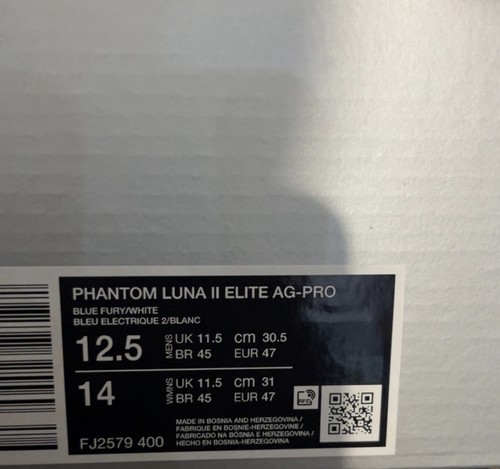 PHANTOM LUNA II ELITE AG-PRO
BLUE FURY/WHITE
BLEU ELECTRIQUE 2/BLANC
12.5 MENS UK 11.5 cm 30.5
BR 45 EUR 47
14 WMNS UK 11.5 cm 31
BR 45 EUR 47
RFID
MADE IN BOSNIA AND HERZEGOVINA /
FABRIQUE EN BOSNIE-HERZEGOVINE /
FABRICADO NA BÓSNIA E HERZEGOVINA /
HECHO EN BOSNIA-HERZEGOVINA
FJ2579 400